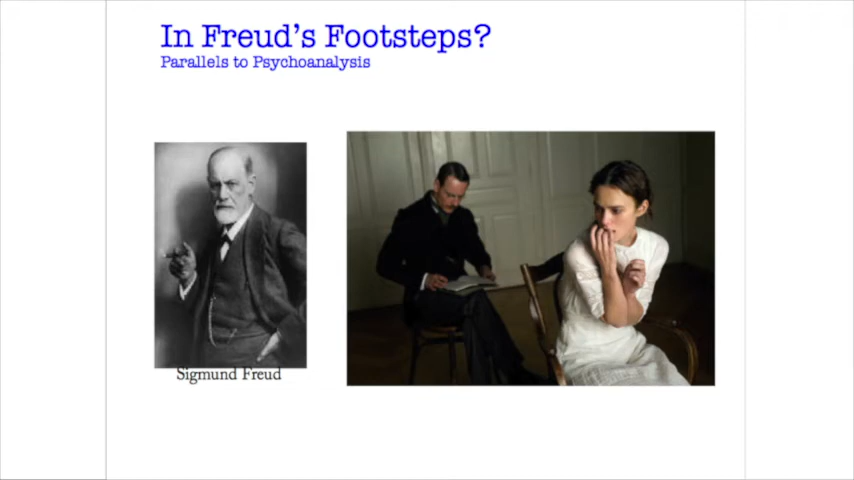 In Freud's Footsteps?
Parallels to Psychoanalysis
Sigmund Freud